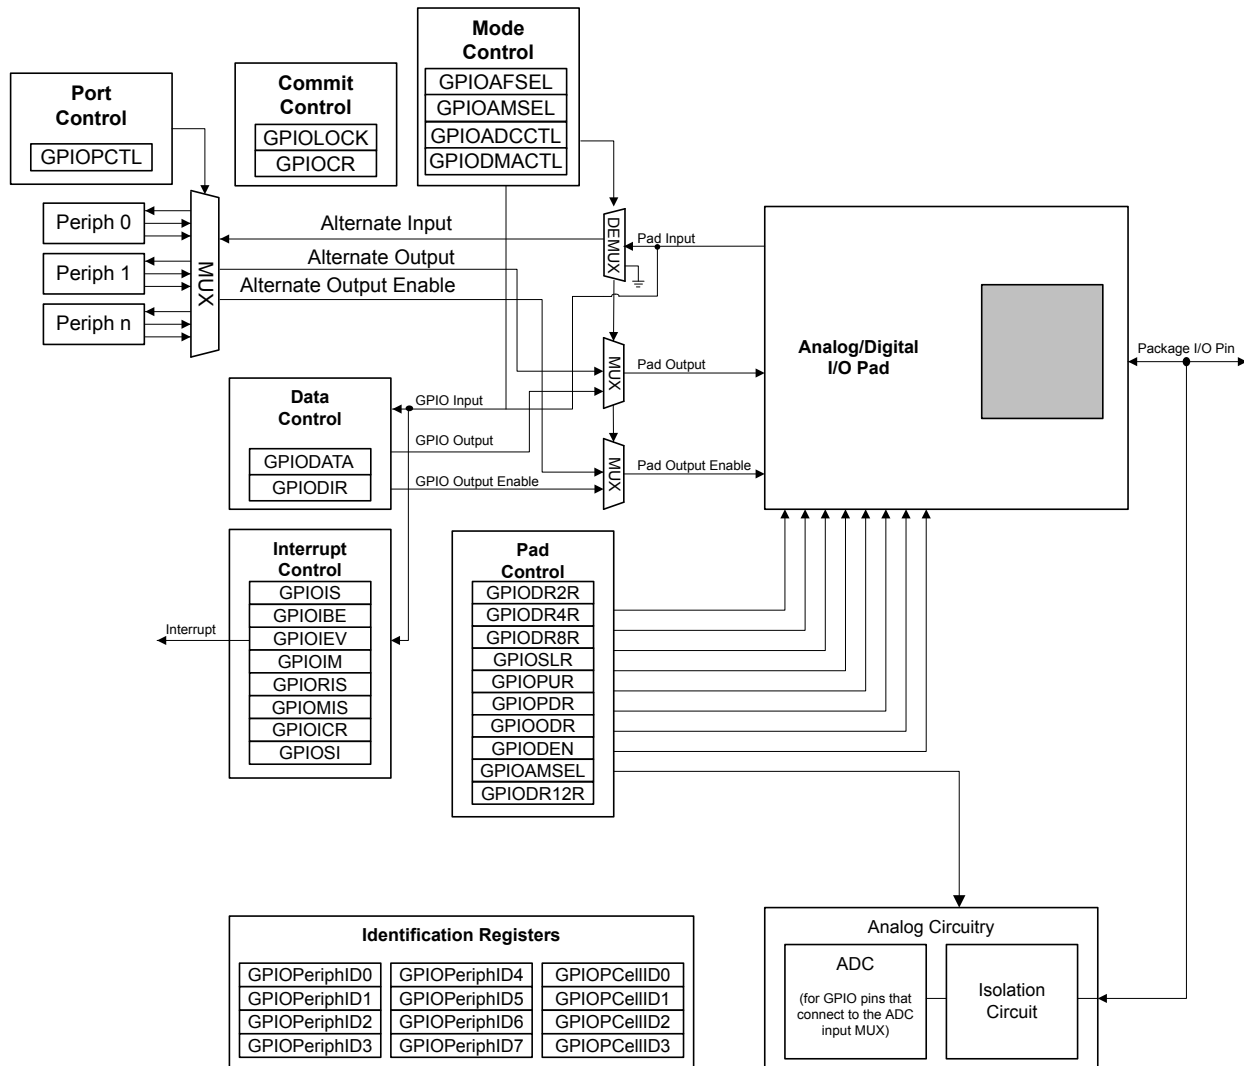 Mode
Control
GPIOAFSEL
GPIOAMSEL
GPIOADCCTL
GPIODMACTL
Commit
Control
GPIOLOCK
GPIOCR
Port
Control
GPIOPCTL
Periph 0
Periph 1
Periph n
MUX
Alternate Input
Alternate Output
Alternate Output Enable
DEMUX
Pad Input
MUX
Pad Output
MUX
Pad Output Enable
Analog/Digital
I/O Pad
Package I/O Pin
Data
Control
GPIODATA
GPIODIR
GPIO Input
GPIO Output
GPIO Output Enable
Interrupt
Control
GPIOIS
GPIOIBE
GPIOIEV
GPIOIM
GPIORIS
GPIOMIS
GPIOICR
GPIOSI
Interrupt
Pad
Control
GPIODR2R
GPIODR4R
GPIODR8R
GPIOSLR
GPIOPUR
GPIOPDR
GPIOODR
GPIODEN
GPIOAMSEL
GPIODR12R
Identification Registers
GPIOPeriphID0
GPIOPeriphID1
GPIOPeriphID2
GPIOPeriphID3
GPIOPeriphID4
GPIOPeriphID5
GPIOPeriphID6
GPIOPeriphID7
GPIOPCellID0
GPIOPCellID1
GPIOPCellID2
GPIOPCellID3
Analog Circuitry
ADC
(for GPIO pins that
connect to the ADC
input MUX)
Isolation
Circuit